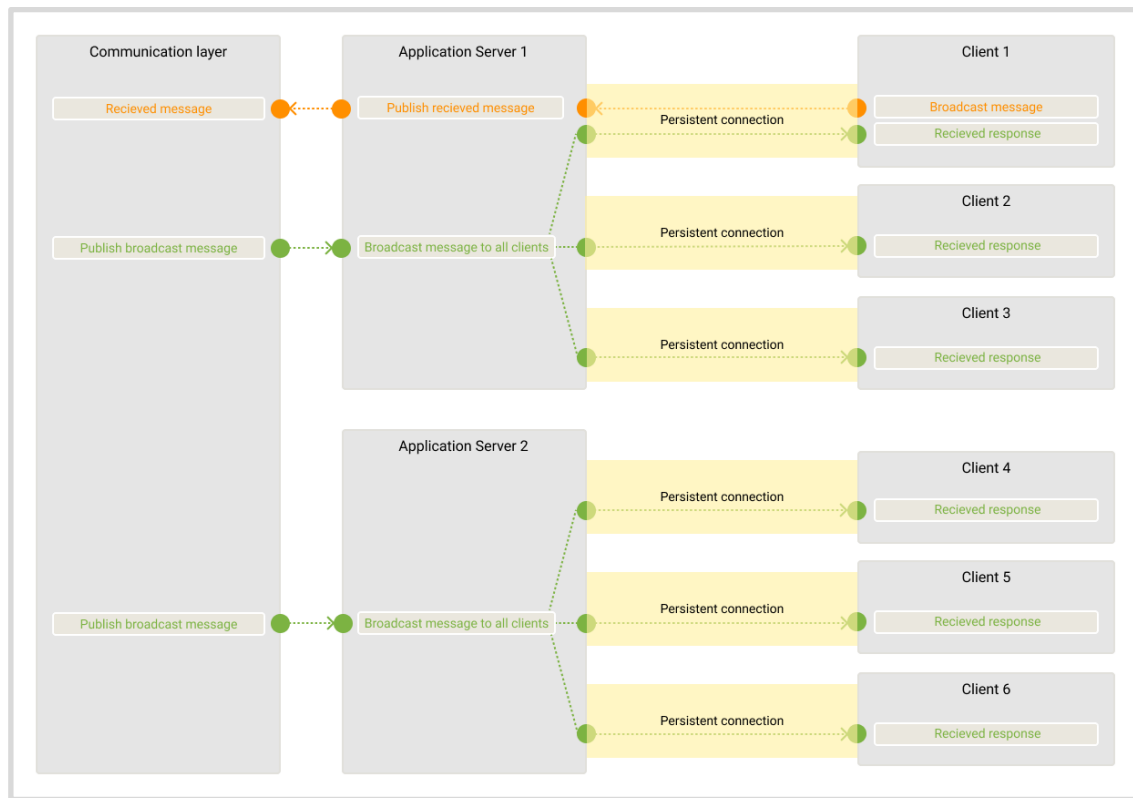 Communication layer
Application Server 1
Client 1
Recieved message
Publish recieved message
Broadcast message
Persistent connection
Recieved response
Client 2
Persistent connection
Publish broadcast message
Broadcast message to all clients
Recieved response
Client 3
Persistent connection
Recieved response
Application Server 2
Client 4
Persistent connection
Recieved response
Client 5
Persistent connection
Publish broadcast message
Broadcast message to all clients
Recieved response
Client 6
Persistent connection
Recieved response